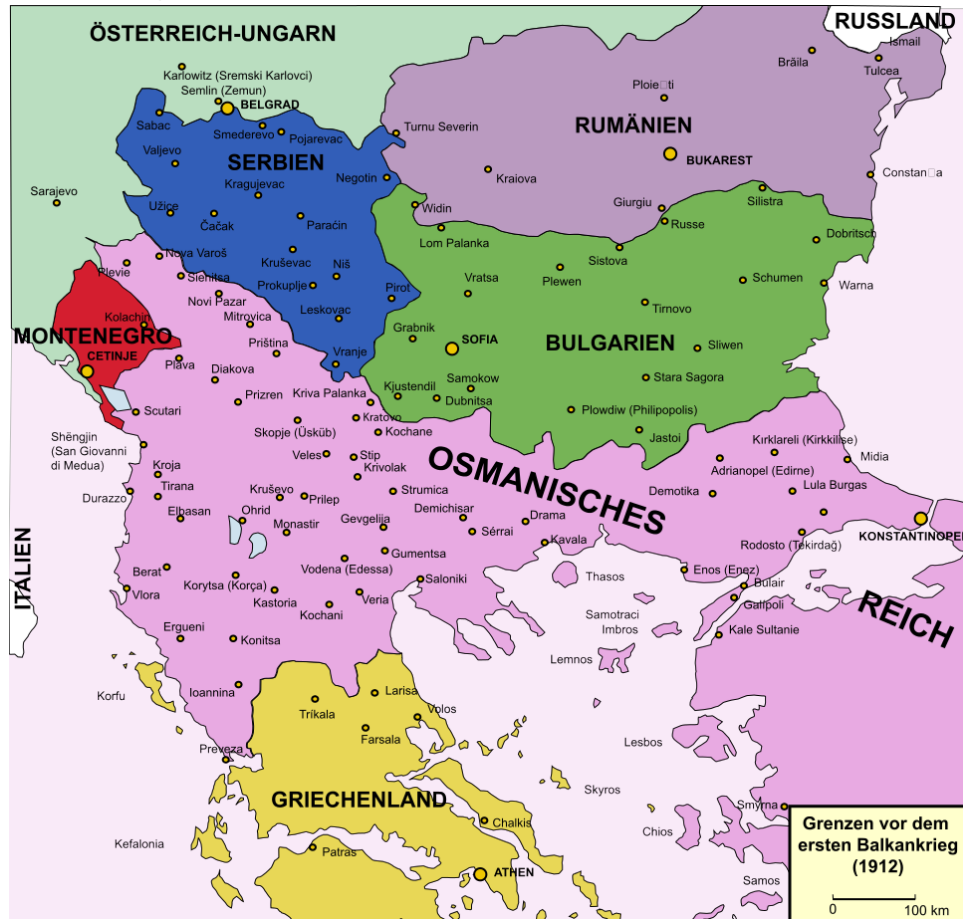 ÖSTERREICH-UNGARN
RUSSLAND
Ismail
Brăila
Tulcea
Karlowitz (Sremski Karlovci)
Semlin (Zemun)
BELGRAD
Ploie□ti
Sabac
Smederevo
Pojarevac
Turnu Severin
RUMÄNIEN
Valjevo
SERBIEN
BUKAREST
Kragujevac
Negotin
Kraiova
Constan□a
Sarajevo
Užice
Čačak
Paraćin
Widin
Giurgiu
Silistra
Russe
Lom Palanka
Dobritsch
Nova Varoš
Kruševac
Sistova
Plevie
Sienitsa
Niš
Vratsa
Plewen
Schumen
Warna
Prokuplje
Pirot
Novi Pazar
Leskovac
Tirnovo
Kolachin
Mitrovica
MONTENEGRO
Grabnik
SOFIA
BULGARIEN
Sliwen
CETINJE
Priština
Vranje
Plava
Diakova
Kjustendil
Samokow
Stara Sagora
Prizren
Kriva Palanka
Dubnitsa
Scutari
Kratovo
Plowdiw (Philipopolis)
Skopje (Üsküb)
Kochane
Jastoi
Shëngjin
(San Giovanni
di Medua)
Kırklareli (Kirkkilise)
Veles
Stip
OSMANISCHES
Midia
Kroja
Krivolak
Adrianopel (Edirne)
Tirana
Durazzo
Kruševo
Prilep
Strumica
Demotika
Lula Burgas
Elbasan
Ohrid
Monastir
Gevgelija
Demichisar
Drama
Sérrai
KONSTANTINOPEL
Kavala
Rodosto (Tekirdağ)
Gumentsa
Vodena (Edessa)
ITALIEN
Berat
Korytsa (Korça)
Saloniki
Thasos
Enos (Enez)
Vlora
Kastoria
Veria
Bulair
Kochani
Gallipoli
REICH
Samotraci
Imbros
Ergueni
Konitsa
Kale Sultanie
Lemnos
Korfu
Ioannina
Larisa
Tríkala
Volos
Farsala
Lesbos
Preveza
Skyros
GRIECHENLAND
Smyrna
Chalkis
Chios
Kefalonia
Patras
ATHEN
Samos
Grenzen vor dem
ersten Balkankrieg
(1912)
0 100 km